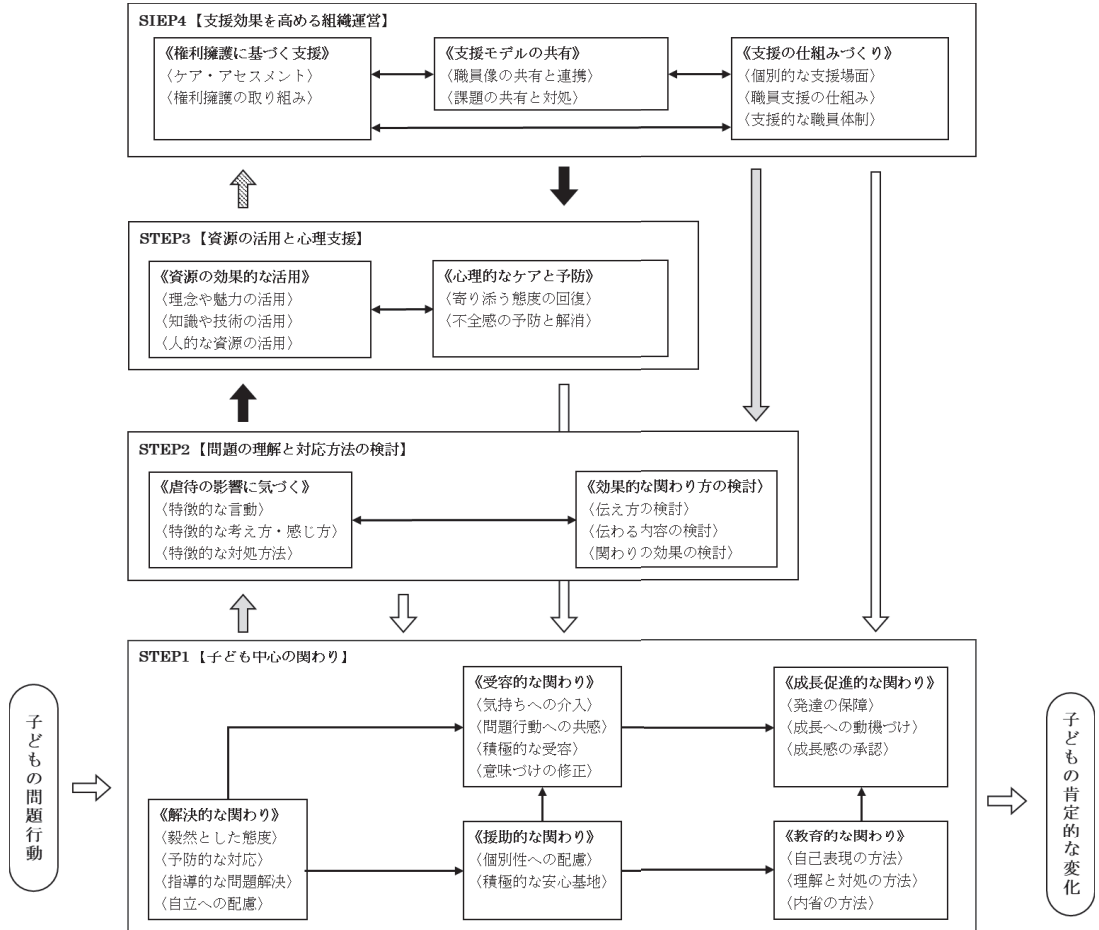 SIEP4【支援効果を高める組織運営】
《権利擁護に基づく支援》
〈ケア・アセスメント〉
〈権利擁護の取り組み〉
《支援モデルの共有》
〈職員像の共有と連携〉
〈課題の共有と対処〉
《支援の仕組みづくり》
〈個別的な支援場面〉
〈職員支援の仕組み〉
〈支援的な職員体制〉
STEP3【資源の活用と心理支援】
《資源の効果的な活用》
〈理念や魅力の活用〉
〈知識や技術の活用〉
〈人的な資源の活用〉
《心理的なケアと予防》
〈寄り添う態度の回復〉
〈不全感の予防と解消〉
STEP2【問題の理解と対応方法の検討】
《虐待の影響に気づく》
〈特徴的な言動〉
〈特徴的な考え方・感じ方〉
〈特徴的な対処方法〉
《効果的な関わり方の検討》
〈伝え方の検討〉
〈伝わる内容の検討〉
〈関わりの効果の検討〉
STEP1【子ども中心の関わり】
子どもの問題行動
《受容的な関わり》
〈気持ちへの介入〉
〈問題行動への共感〉
〈積極的な受容〉
〈意味づけの修正〉
《成長促進的な関わり》
〈発達の保障〉
〈成長への動機づけ〉
〈成長感の承認〉
《解決的な関わり》
〈毅然とした態度〉
〈予防的な対応〉
〈指導的な問題解決〉
〈自立への配慮〉
《援助的な関わり》
〈個別性への配慮〉
〈積極的な安心基地〉
《教育的な関わり》
〈自己表現の方法〉
〈理解と対処の方法〉
〈内省の方法〉
子どもの肯定的な変化